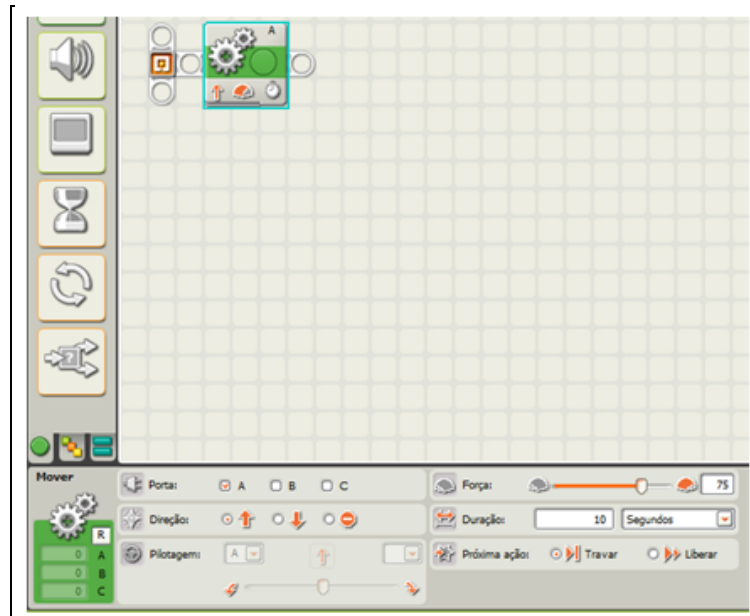 A
Mover
R
0 A
0 B
0 C
Porta: A B C
Direção:
Pilotagem: A
Força: 75
Duração: 10 Segundos
Próxima ação: Travar Liberar